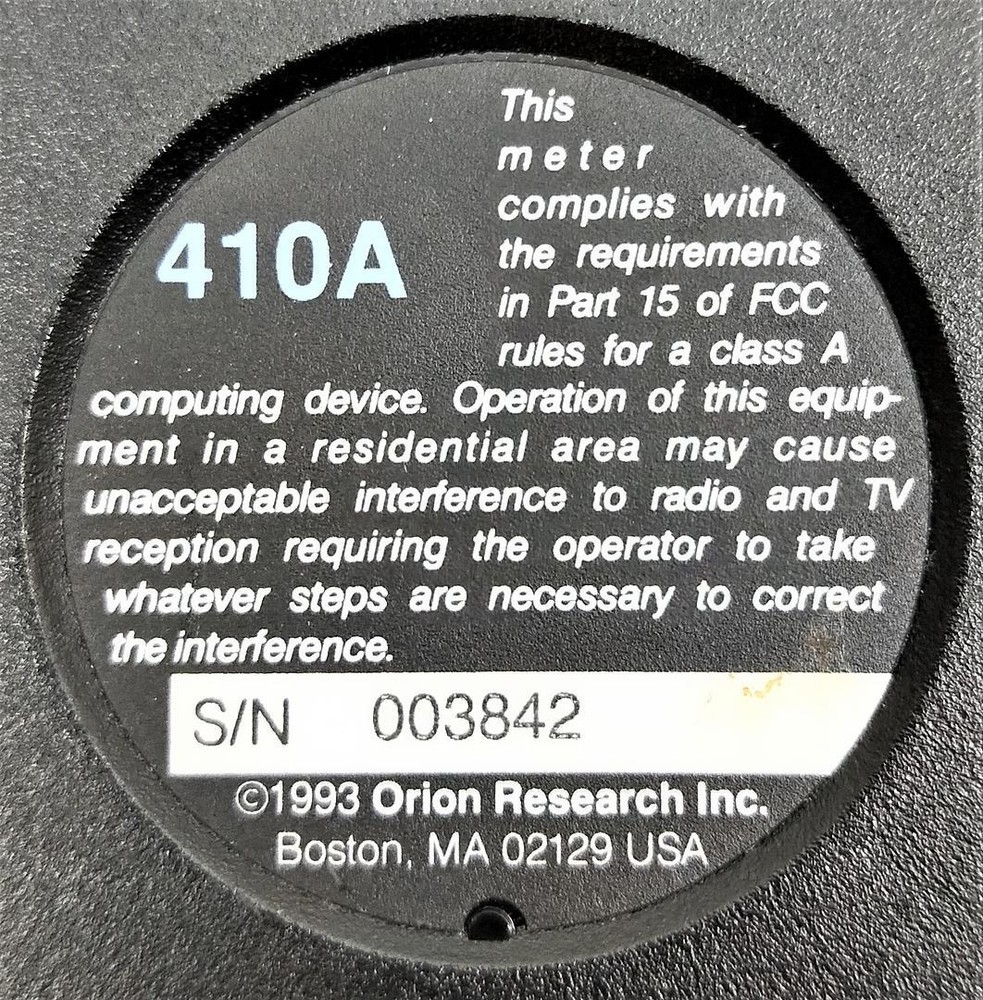 410A
This
meter
complies with
the requirements
in Part 15 of FCC
rules for a class A
computing device. Operation of this equip-
ment in a residential area may cause
unacceptable interference to radio and TV
reception requiring the operator to take
whatever steps are necessary to correct
the interference.
S/N 003842
©1993 Orion Research Inc.
Boston, MA 02129 USA